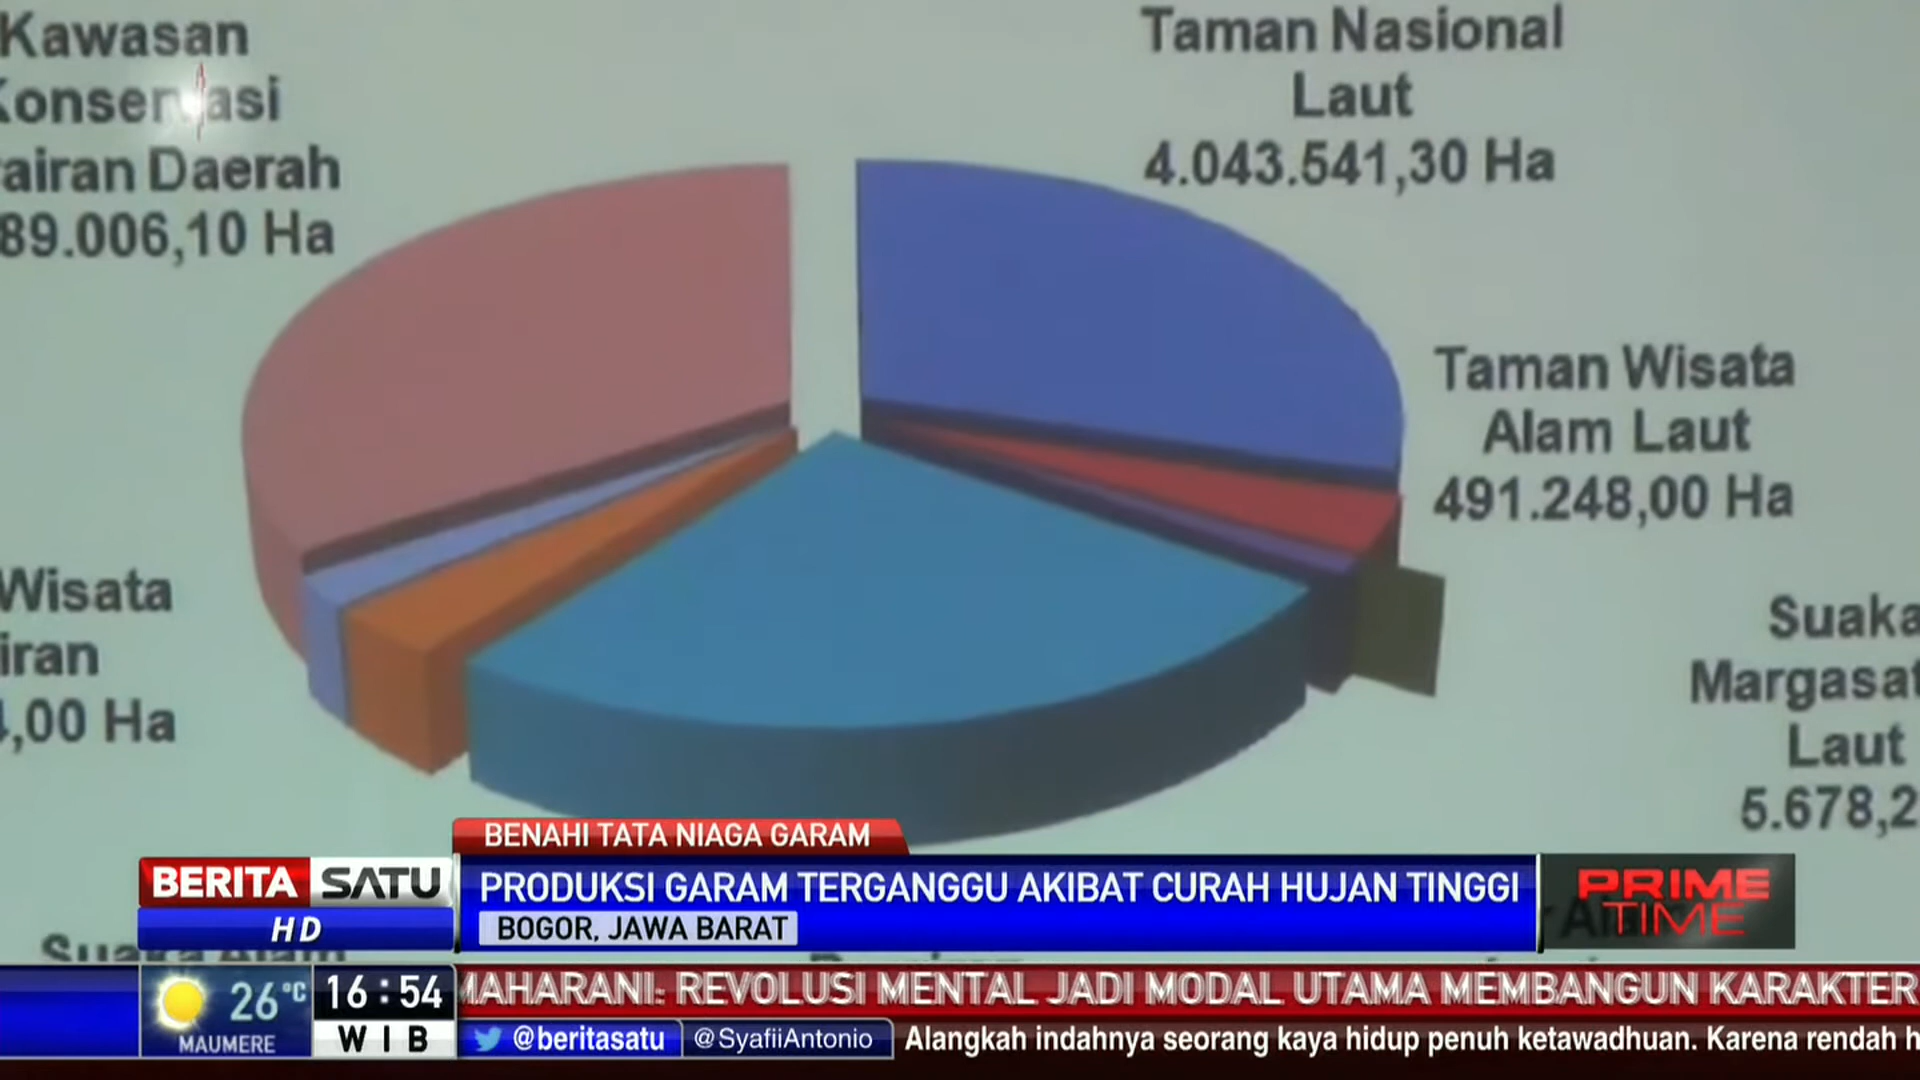 Kawasan
Konservasi
airan Daerah
89.006,10 Ha
Taman Nasional
Laut
4.043.541,30 Ha
Taman Wisata
Alam Laut
491.248,00 Ha
Wisata
iran
,00 Ha
Suaka
Margasat
Laut
5.678,2
Suaka Alam
BENAHI TATA NIAGA GARAM
BERITA SATU
HD
PRODUKSI GARAM TERGANGGU AKIBAT CURAH HUJAN TINGGI
BOGOR, JAWA BARAT
PRIME
TIME
26°C
MAUMERE
16:54
WIB
MAHARANI: REVOLUSI MENTAL JADI MODAL UTAMA MEMBANGUN KARAKTER
@beritasatu
@SyafiiAntonio
Alangkah indahnya seorang kaya hidup penuh ketawadhuan. Karena rendah h